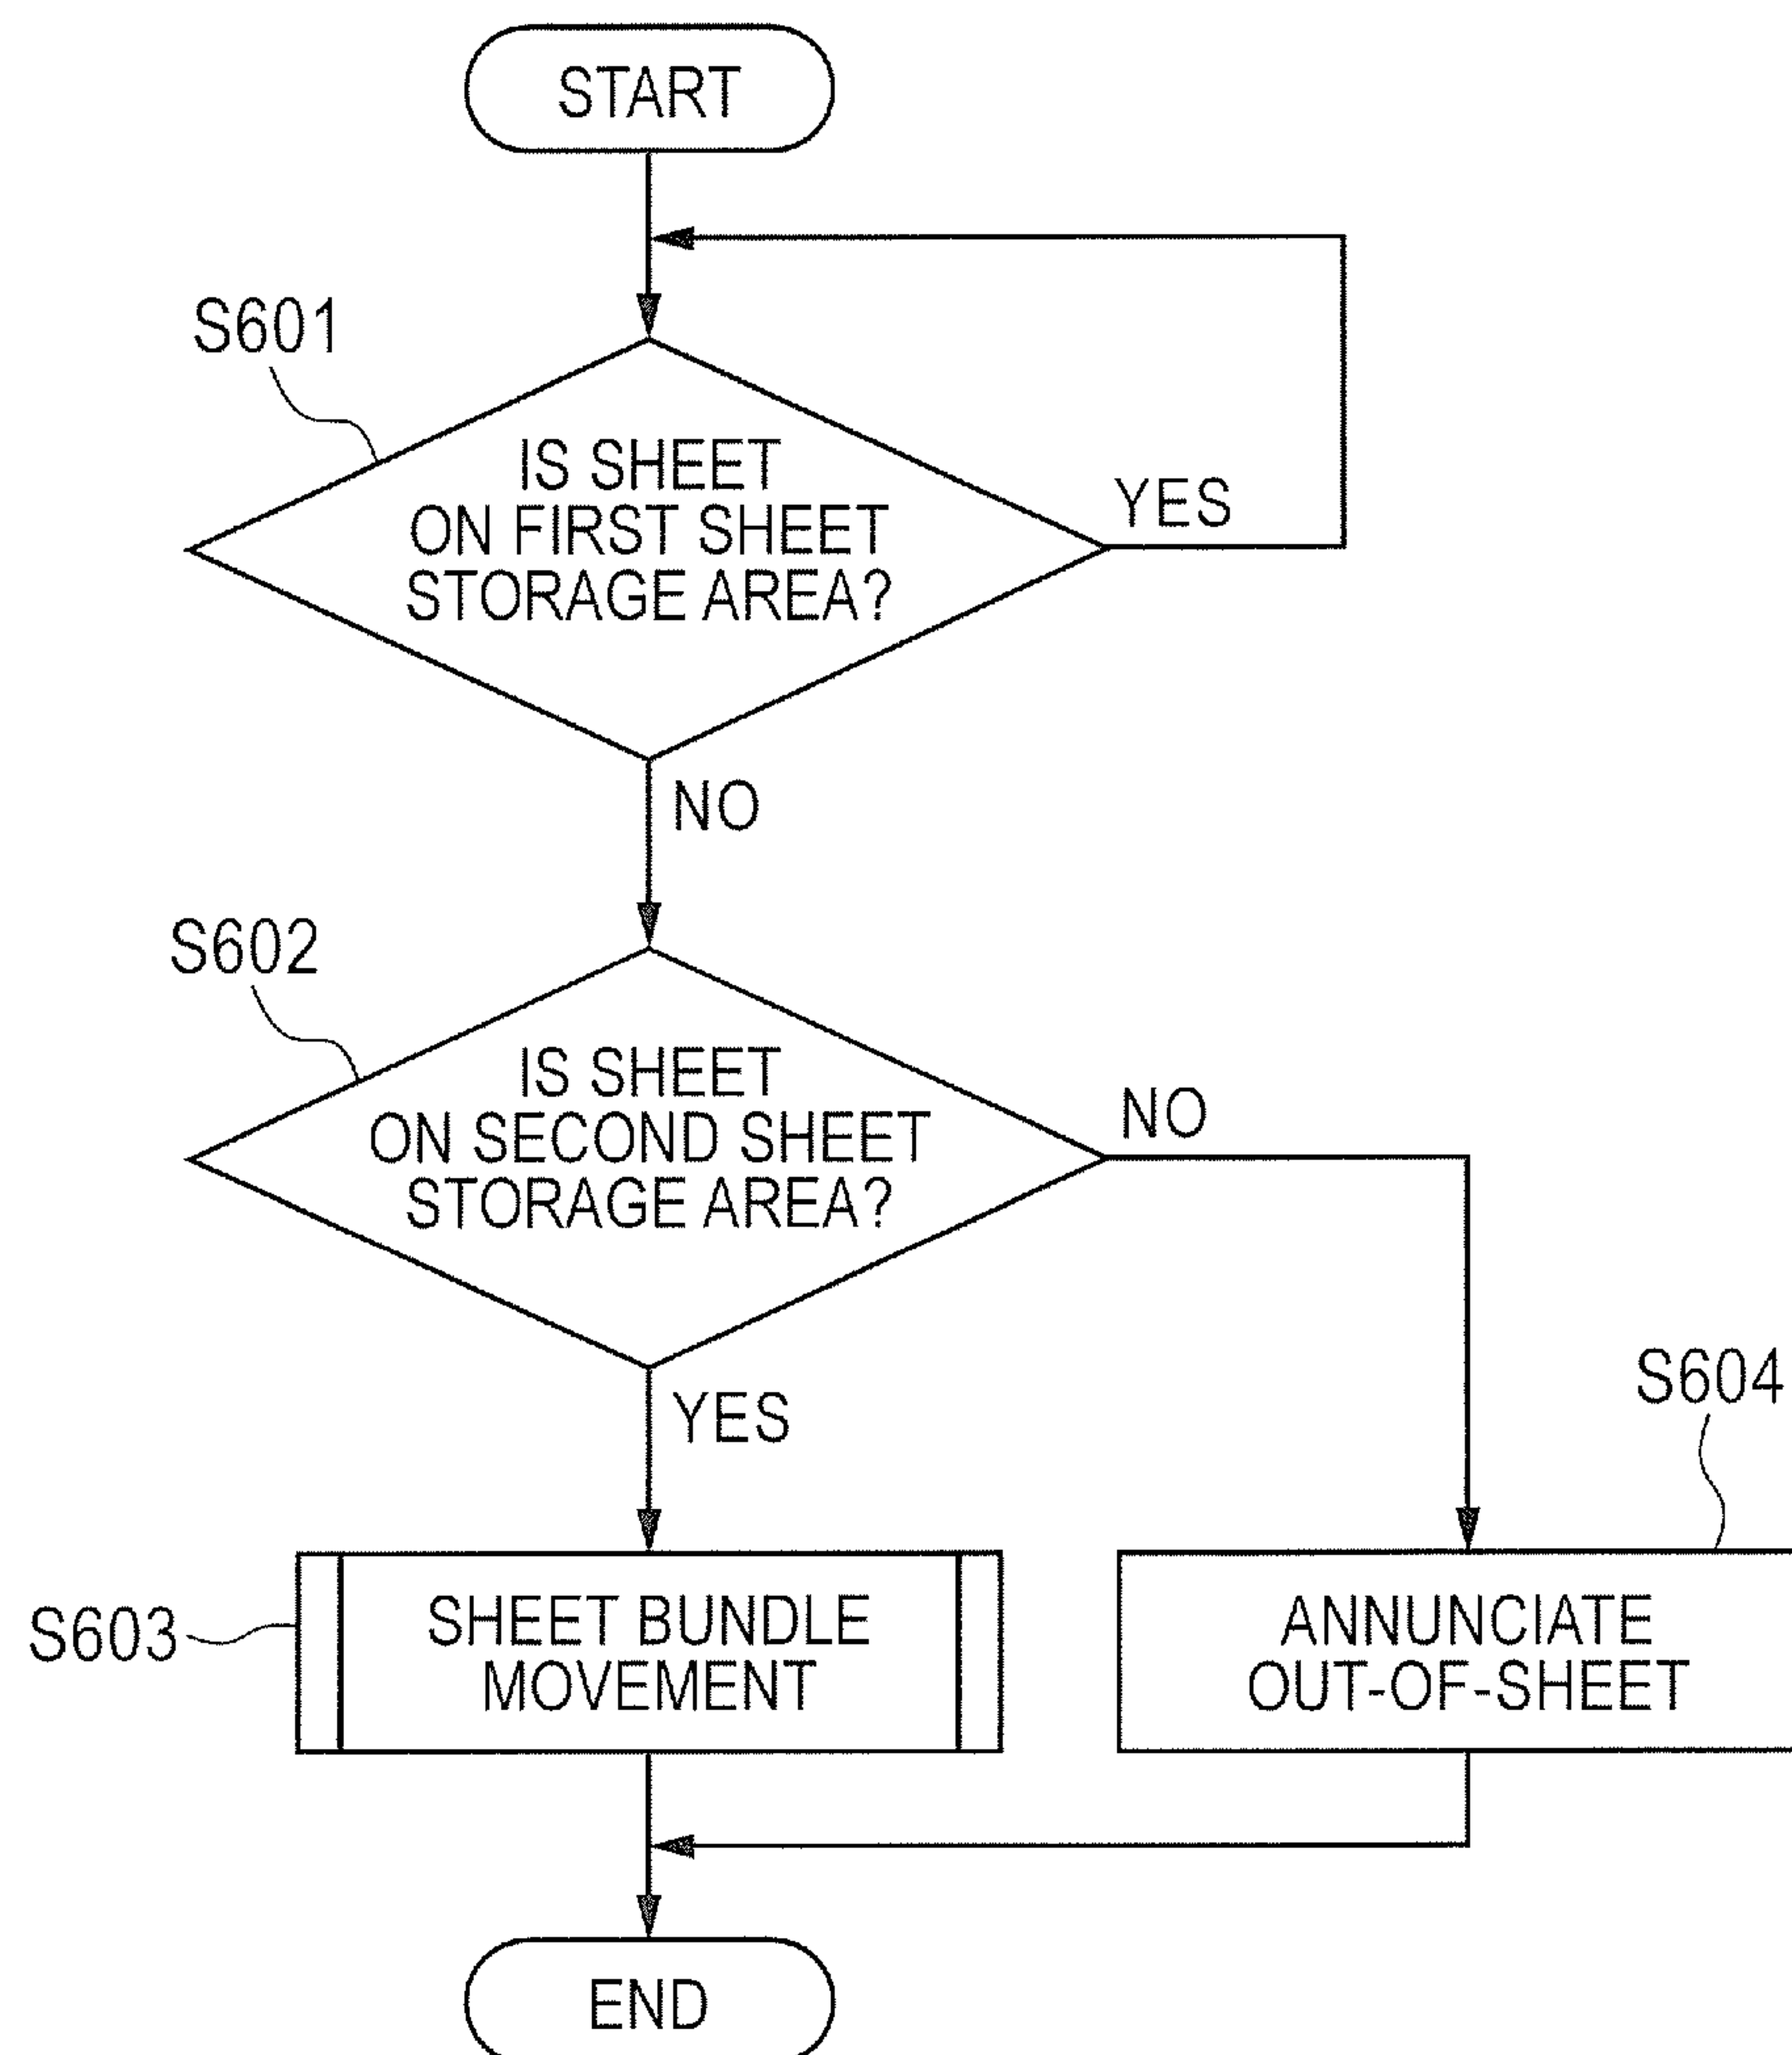 START
S601
IS SHEET
ON FIRST SHEET
STORAGE AREA?
YES
NO
S602
IS SHEET
ON SECOND SHEET
STORAGE AREA?
NO
YES
S604
S603
SHEET BUNDLE
MOVEMENT
ANNUNCIATE
OUT-OF-SHEET
END